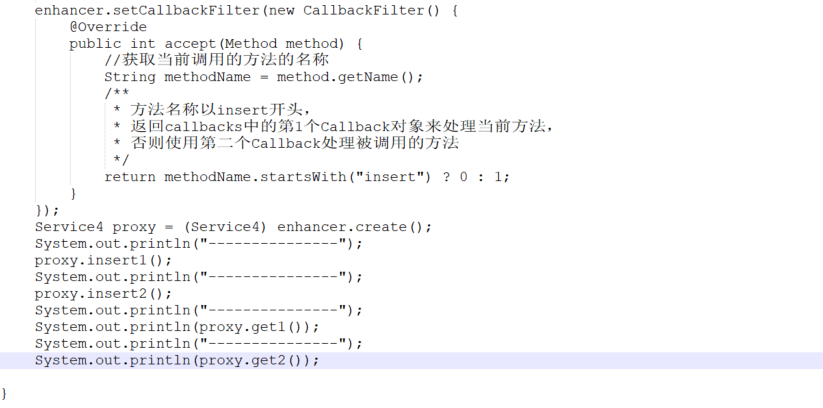 enhancer.setCallbackFilter(new CallbackFilter() {
@Override
public int accept(Method method) {
//获取当前调用的方法的名称
String methodName = method.getName();
/**
* 方法名称以insert开头，
* 返回callbacks中的第1个Callback对象来处理当前方法，
* 否则使用第二个Callback处理被调用的方法
*/
return methodName.startsWith("insert") ? 0 : 1;
}
});
Service4 proxy = (Service4) enhancer.create();
System.out.println("---------------");
proxy.insert1();
System.out.println("---------------");
proxy.insert2();
System.out.println("---------------");
System.out.println(proxy.get1());
System.out.println("---------------");
System.out.println(proxy.get2());
}